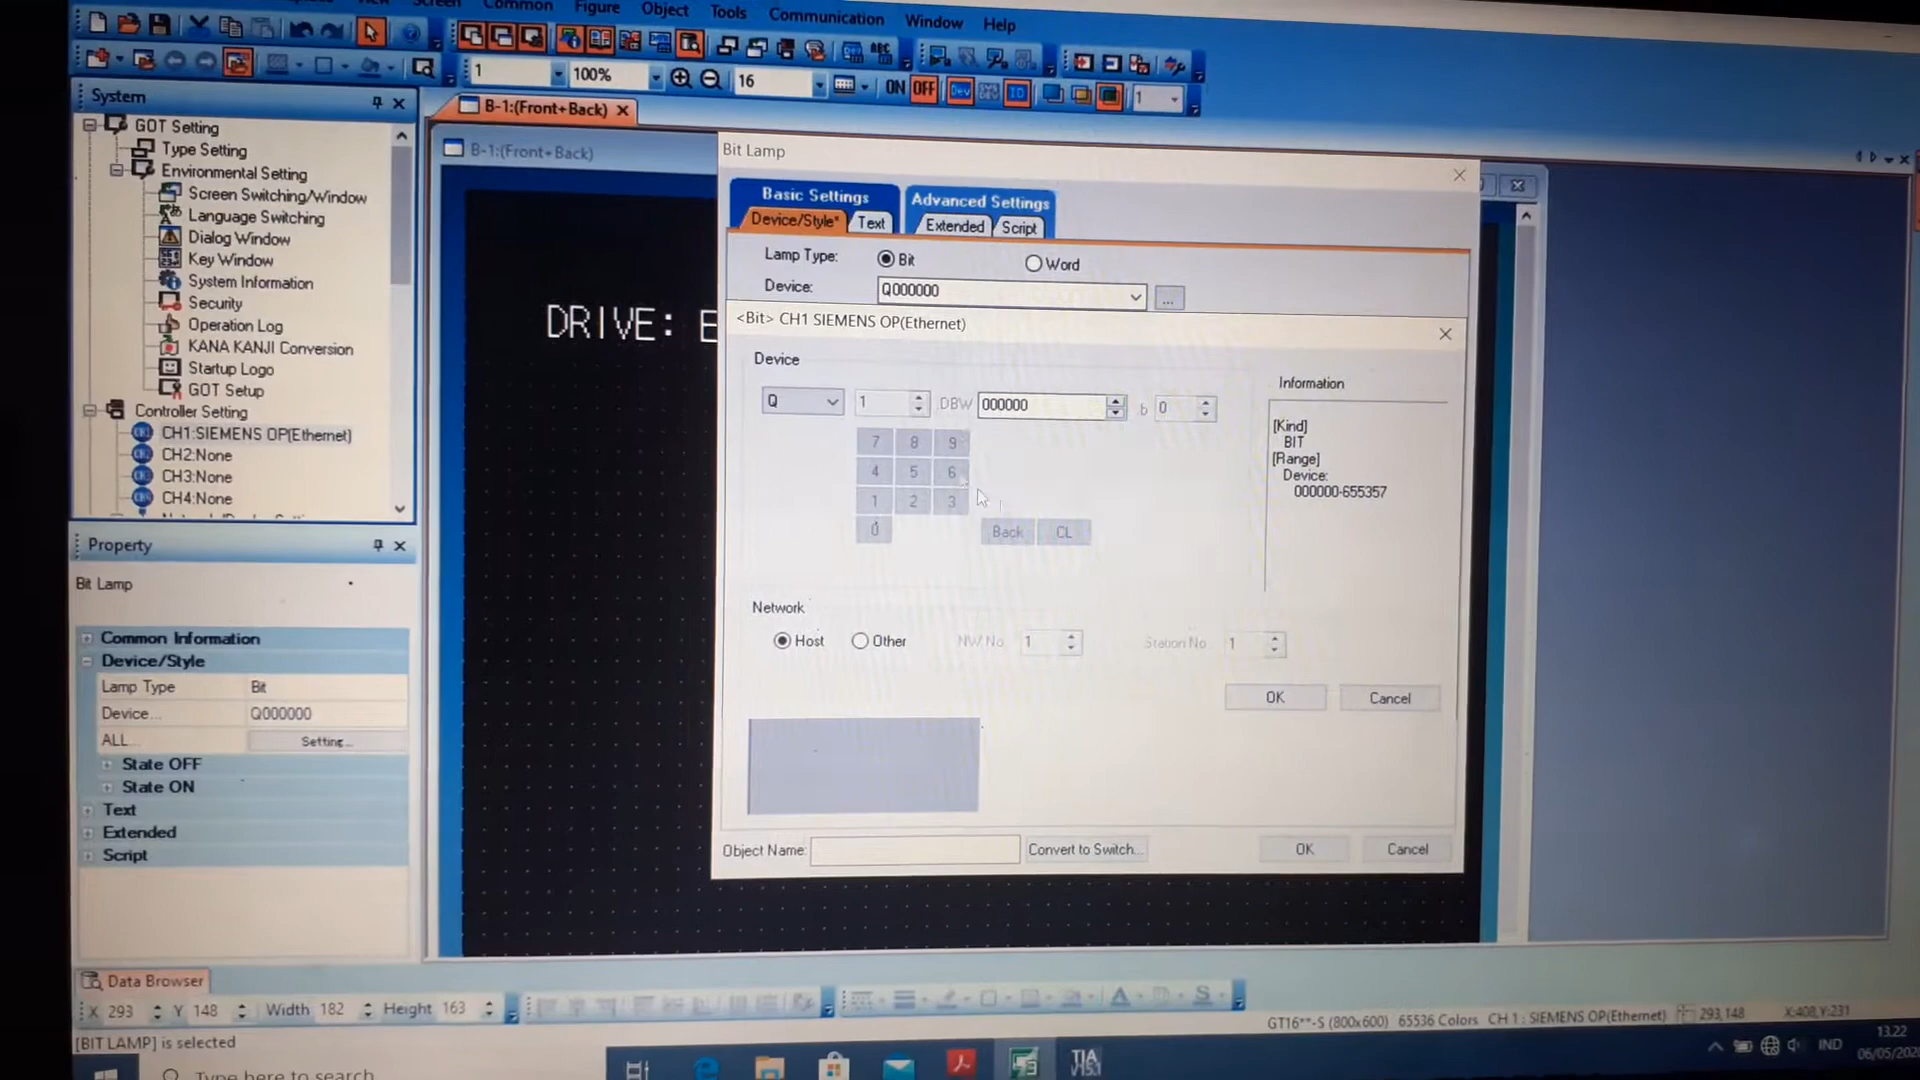 Screen Common Figure Object Tools Communication Window Help
1 100% 16 ON OFF Dev ID 1
System
B-1:(Front+Back)
GOT Setting
Type Setting
Environmental Setting
Screen Switching/Window
Language Switching
Dialog Window
Key Window
System Information
Security
Operation Log
KANA KANJI Conversion
Startup Logo
GOT Setup
Controller Setting
CH1:SIEMENS OP(Ethernet)
CH2:None
CH3:None
CH4:None
Property
Bit Lamp
Common Information
Device/Style
Lamp Type Bit
Device... Q000000
ALL... Setting...
State OFF
State ON
Text
Extended
Script
B-1:(Front+Back)
DRIVE:
Bit Lamp
Basic Settings Advanced Settings
Device/Style* Text Extended Script
Lamp Type: Bit Word
Device: Q000000 ...
<Bit> CH1 SIEMENS OP(Ethernet)
Device
Q 1 .DBW 000000 .b 0
7 8 9
4 5 6
1 2 3
0 Back CL
Information
[Kind]
BIT
[Range]
Device:
000000-655357
Network
Host Other NW No 1 Station No 1
OK Cancel
Object Name: Convert to Switch... OK Cancel
Data Browser
X 293 Y 148 Width 182 Height 163
GT16**-S (800x600) 65536 Colors CH 1 : SIEMENS OP(Ethernet) 293,148 X:408,Y:231
[BIT LAMP] is selected
Type here to search
TIA V15.1
IND
13.22